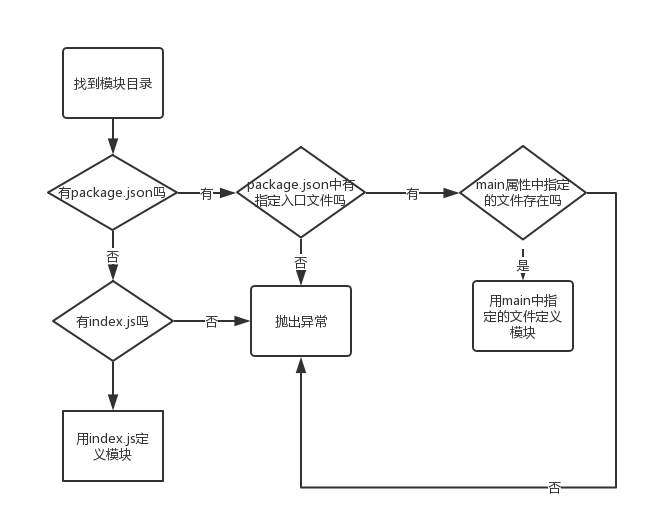 找到模块目录
有package.json吗
有
package.json中有
指定入口文件吗
有
main属性中指定
的文件存在吗
否
否
是
有index.js吗
否
抛出异常
用main中指
定的文件定义
模块
用index.js定
义模块
否